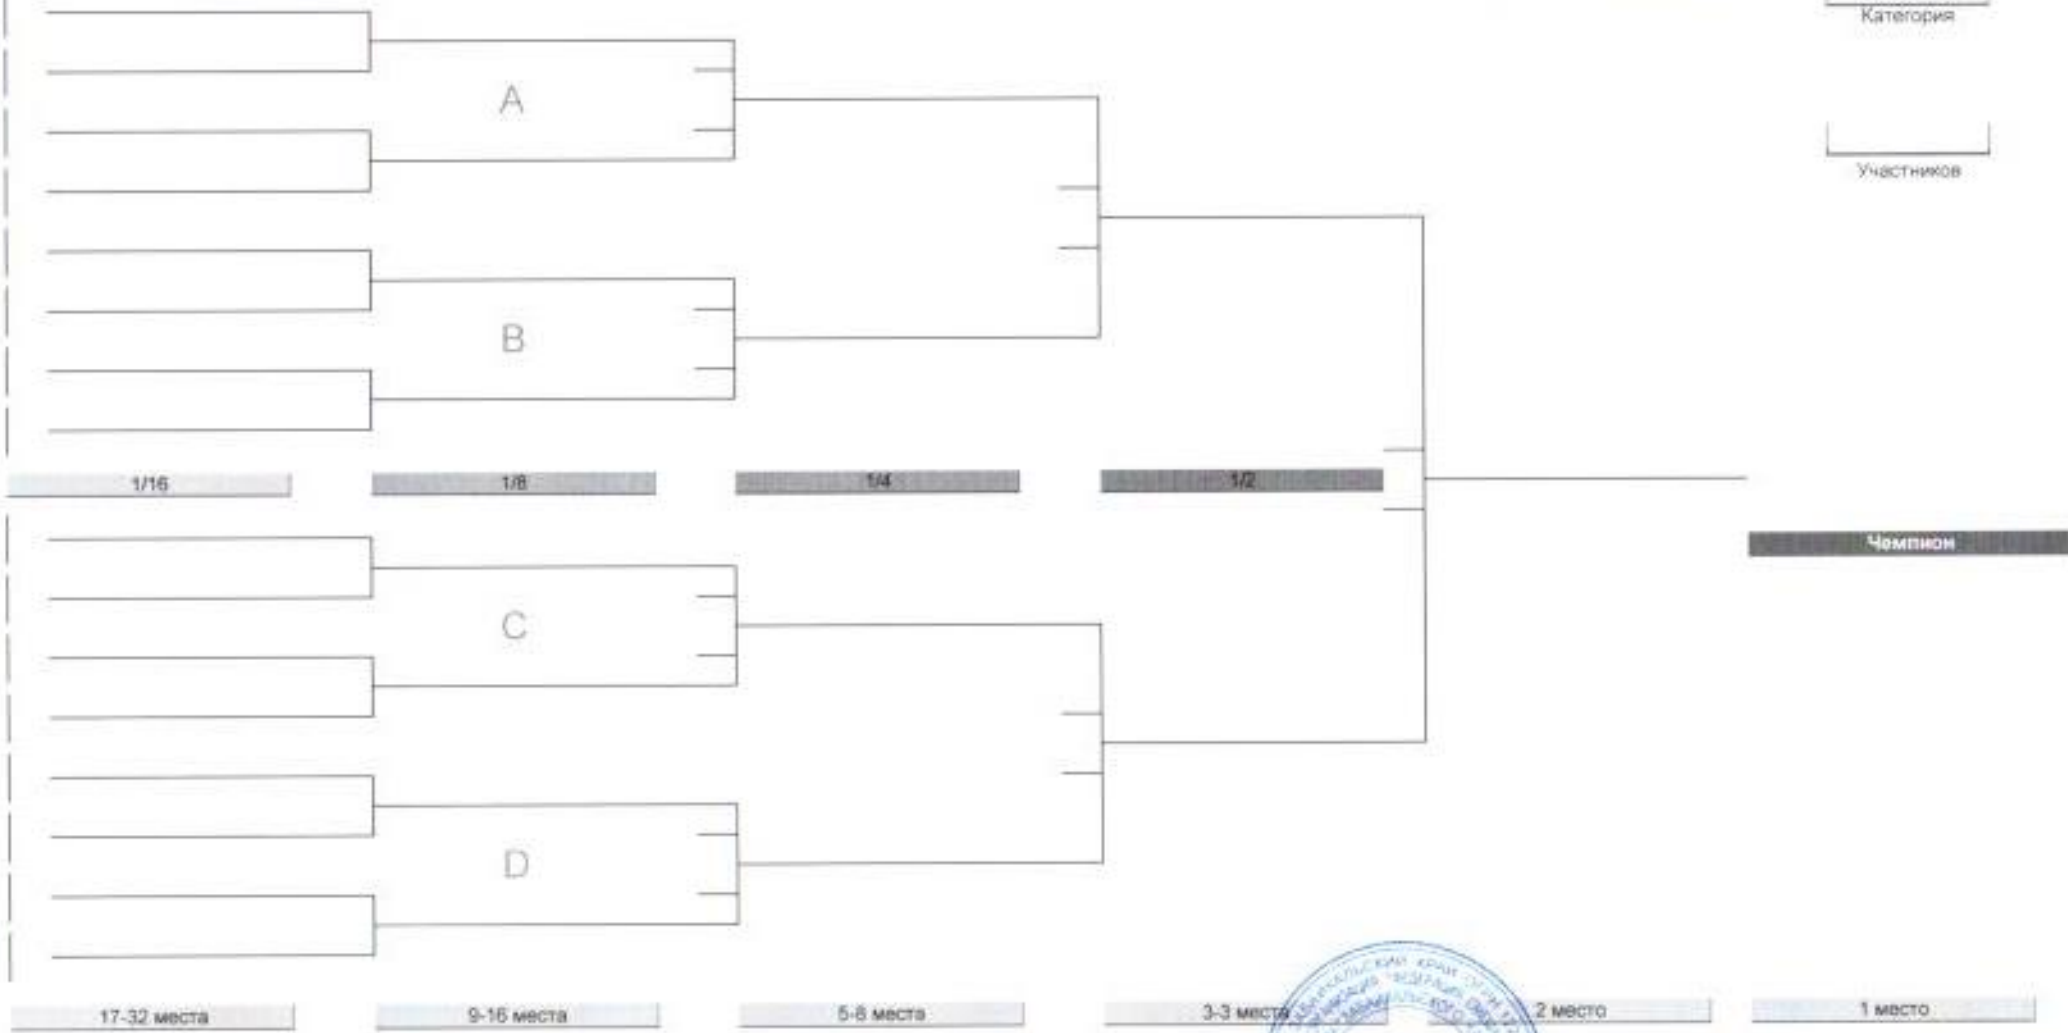 Категория
A
Участников
B
1/16
1/8
1/4
1/2
Чемпион
C
D
КРАЙ
17-32 места
9-16 места
5-8 места
3-3 места
2 место
1 место